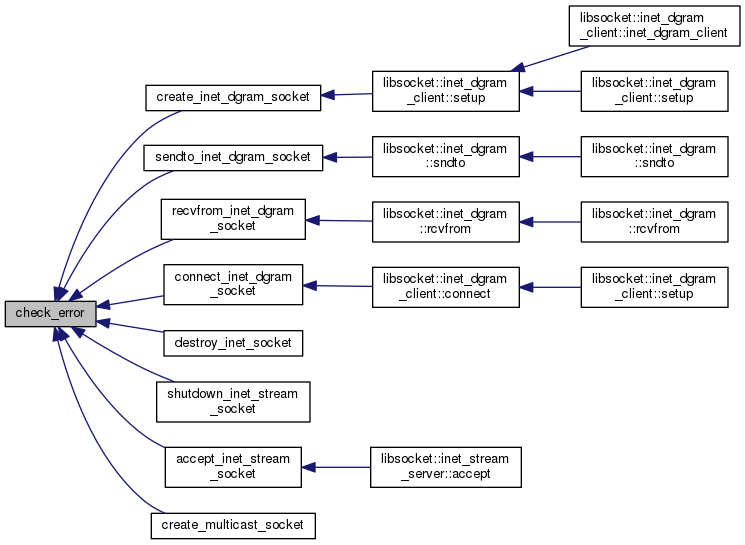 libsocket::inet_dgram
_client::inet_dgram_client
create_inet_dgram_socket
libsocket::inet_dgram
_client::setup
libsocket::inet_dgram
_client::setup
sendto_inet_dgram_socket
libsocket::inet_dgram
::sndto
libsocket::inet_dgram
::sndto
recvfrom_inet_dgram
_socket
libsocket::inet_dgram
::rcvfrom
libsocket::inet_dgram
::rcvfrom
connect_inet_dgram
_socket
libsocket::inet_dgram
_client::connect
libsocket::inet_dgram
_client::setup
check_error
destroy_inet_socket
shutdown_inet_stream
_socket
accept_inet_stream
_socket
libsocket::inet_stream
_server::accept
create_multicast_socket